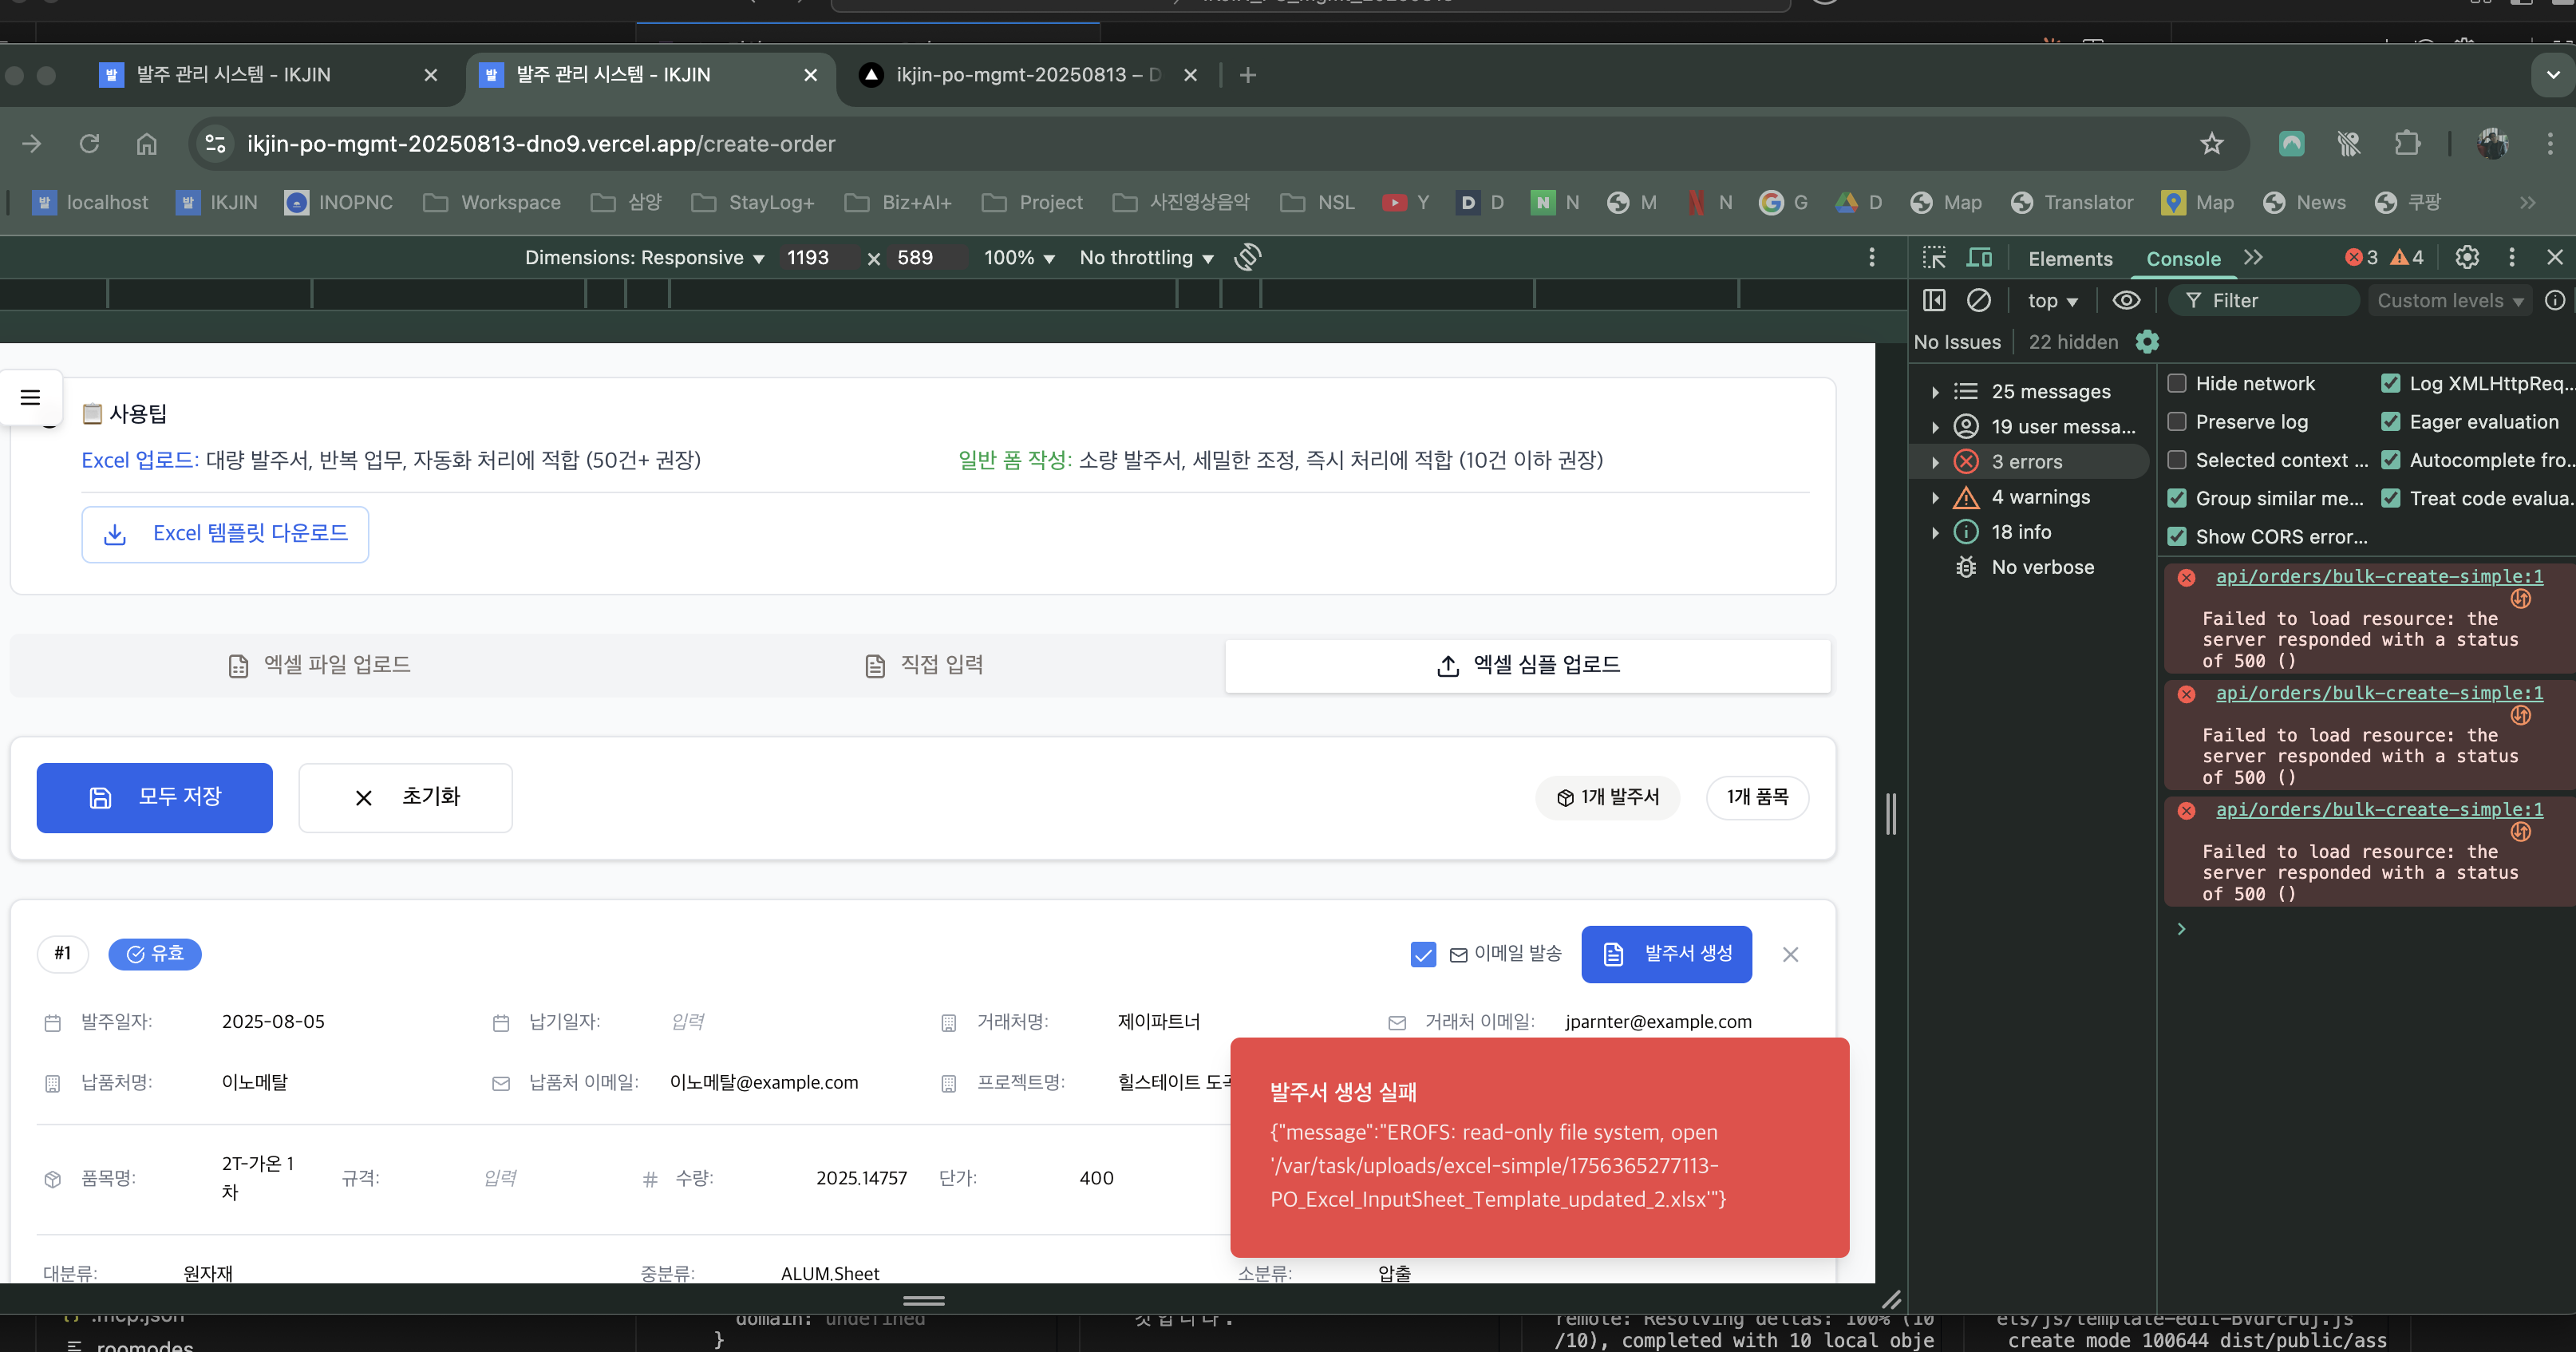 발주 관리 시스템 - IKJIN
발주 관리 시스템 - IKJIN
ikjin-po-mgmt-20250813 – D
ikjin-po-mgmt-20250813-dno9.vercel.app/create-order
localhost IKJIN INOPNC Workspace 삼양 StayLog+ Biz+AI+ Project 사진영상음악 NSL Y D N M N G D Map Translator Map News 쿠팡
Dimensions: Responsive 1193 × 589 100% No throttling
Elements Console 3 4
top Filter Custom levels
No Issues 22 hidden
25 messages
19 user messa...
3 errors
4 warnings
18 info
No verbose
Hide network Log XMLHttpReq...
Preserve log Eager evaluation
Selected context ... Autocomplete fro...
Group similar me... Treat code evalua...
Show CORS error...
api/orders/bulk-create-simple:1
Failed to load resource: the
server responded with a status
of 500 ()
api/orders/bulk-create-simple:1
Failed to load resource: the
server responded with a status
of 500 ()
api/orders/bulk-create-simple:1
Failed to load resource: the
server responded with a status
of 500 ()
사용팁
Excel 업로드: 대량 발주서, 반복 업무, 자동화 처리에 적합 (50건+ 권장)
일반 폼 작성: 소량 발주서, 세밀한 조정, 즉시 처리에 적합 (10건 이하 권장)
Excel 템플릿 다운로드
엑셀 파일 업로드 직접 입력 엑셀 심플 업로드
모두 저장 초기화 1개 발주서 1개 품목
#1 유효 이메일 발송 발주서 생성
발주일자: 2025-08-05 납기일자: 입력 거래처명: 제이파트너 거래처 이메일: jparnter@example.com
납품처명: 이노메탈 납품처 이메일: 이노메탈@example.com 프로젝트명: 힐스테이트 도곡
품목명: 2T-가온 1
차
규격: 입력 # 수량: 2025.14757 단가: 400
대분류: 원자재 중분류: ALUM.Sheet 소분류: 압출
발주서 생성 실패
{"message":"EROFS: read-only file system, open
'/var/task/uploads/excel-simple/1756365277113-
PO_Excel_InputSheet_Template_updated_2.xlsx'"}
.mcp.json
roomodes
domain: undefined
}
것입니다.
remote: Resolving deltas: 100% (10
/10), completed with 10 local obje
ets/js/template-edit-BVdFcFuj.js
create mode 100644 dist/public/ass